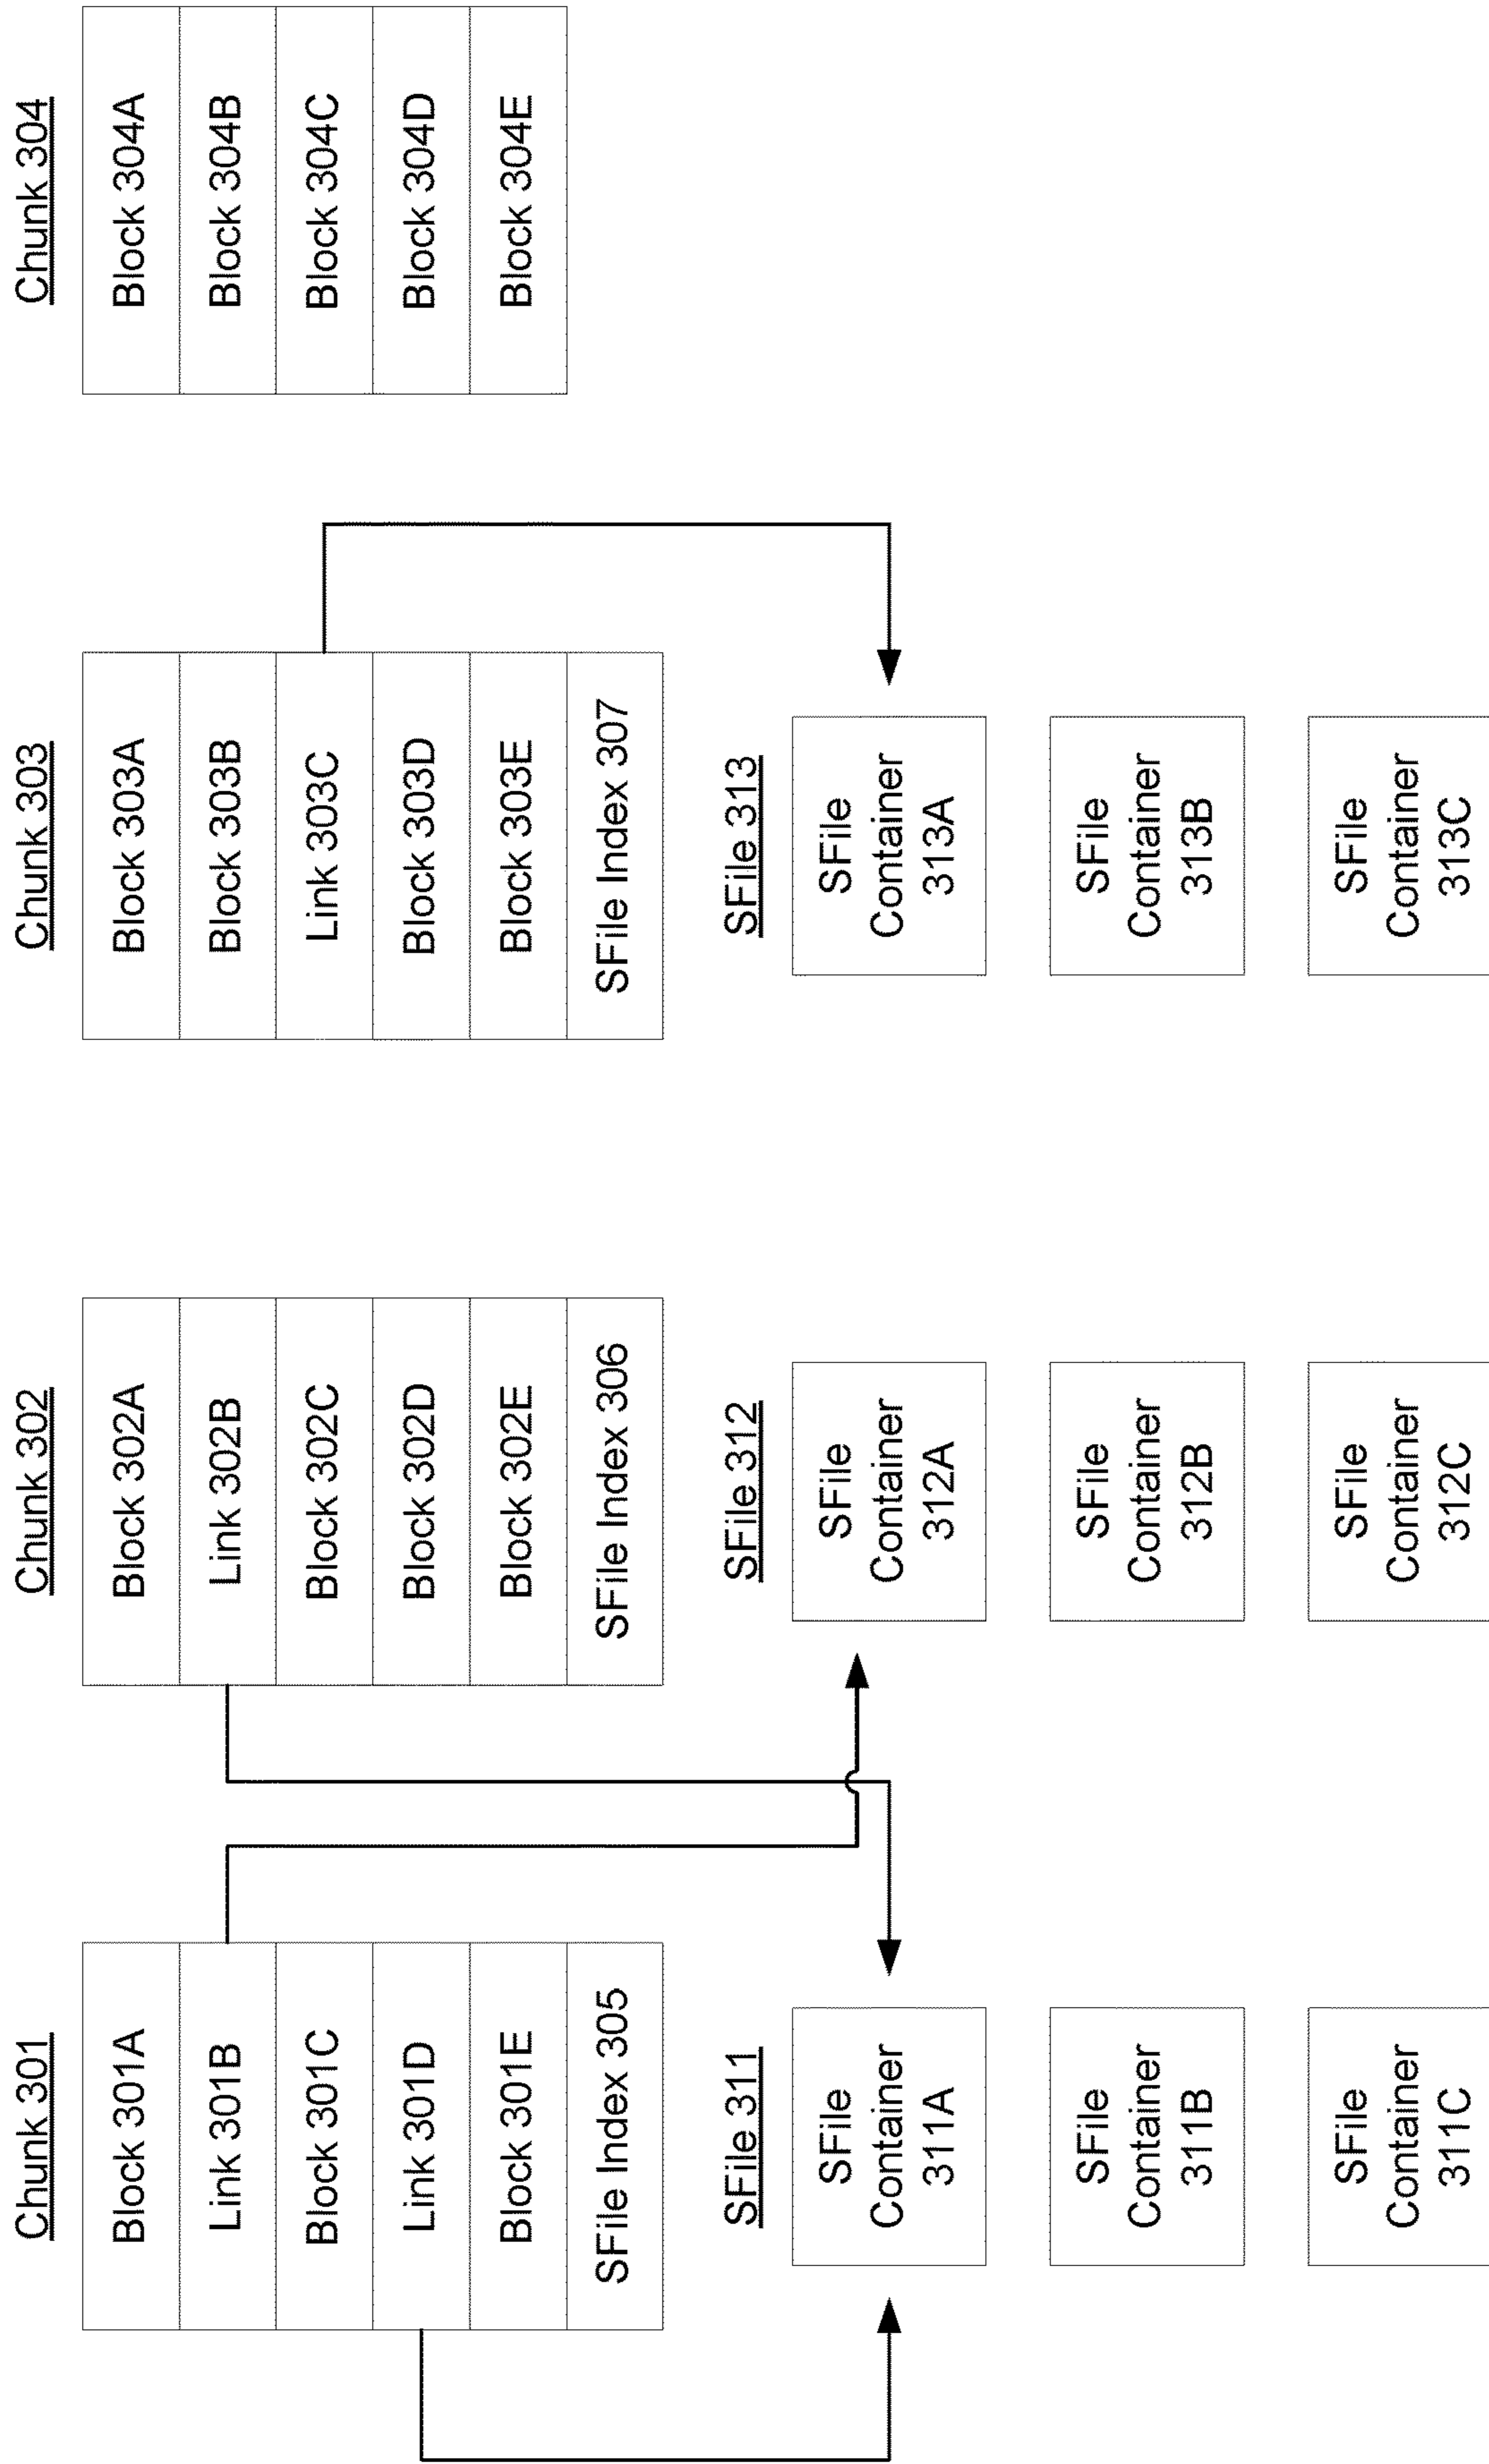 Chunk 301
Block 301A
Link 301B
Block 301C
Link 301D
Block 301E
SFile Index 305
Chunk 302
Block 302A
Link 302B
Block 302C
Block 302D
Block 302E
SFile Index 306
Chunk 303
Block 303A
Block 303B
Link 303C
Block 303D
Block 303E
SFile Index 307
Chunk 304
Block 304A
Block 304B
Block 304C
Block 304D
Block 304E
SFile 311
SFile
Container
311A
SFile
Container
311B
SFile
Container
311C
SFile 312
SFile
Container
312A
SFile
Container
312B
SFile
Container
312C
SFile 313
SFile
Container
313A
SFile
Container
313B
SFile
Container
313C